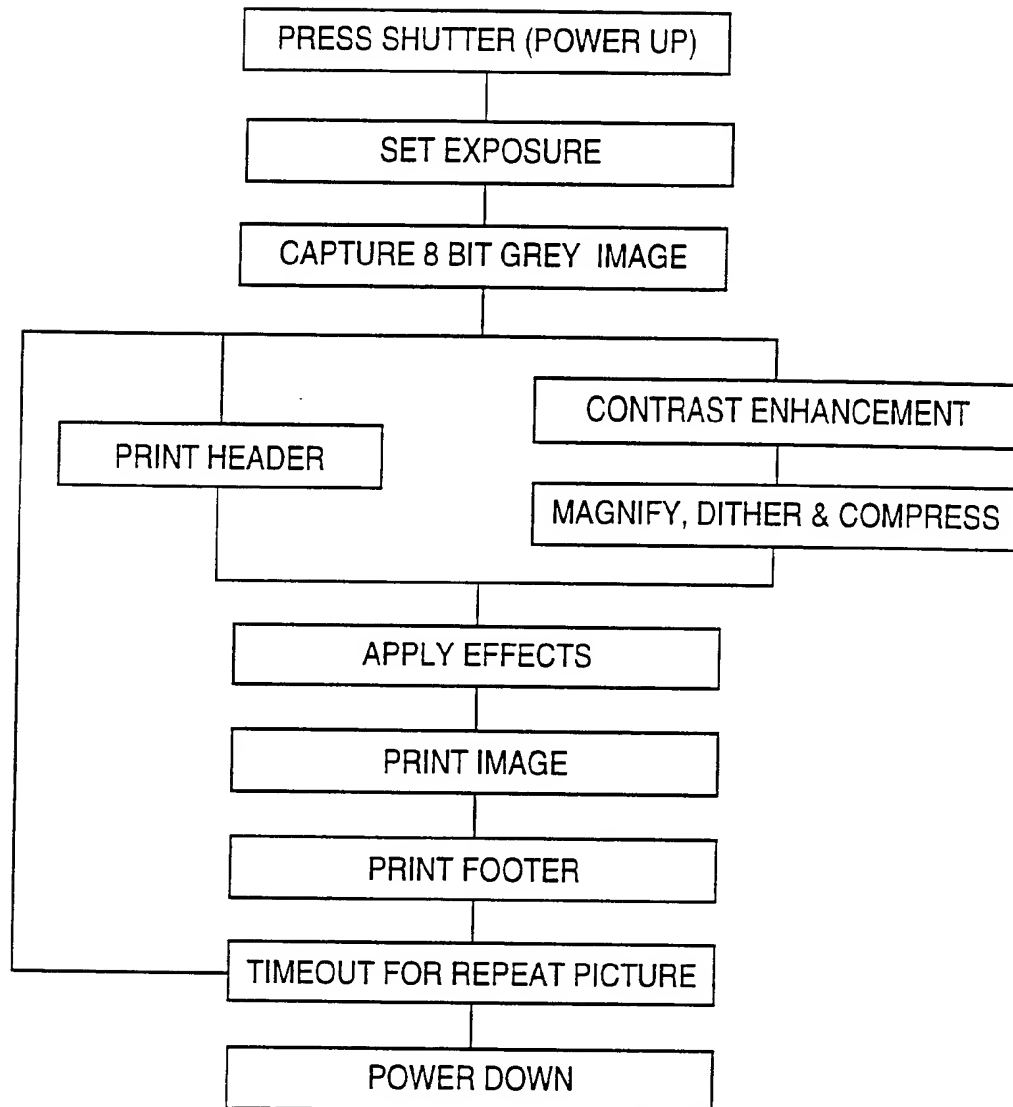 PRESS SHUTTER (POWER UP)
SET EXPOSURE
CAPTURE 8 BIT GREY IMAGE
CONTRAST ENHANCEMENT
PRINT HEADER
MAGNIFY, DITHER & COMPRESS
APPLY EFFECTS
PRINT IMAGE
PRINT FOOTER
TIMEOUT FOR REPEAT PICTURE
POWER DOWN